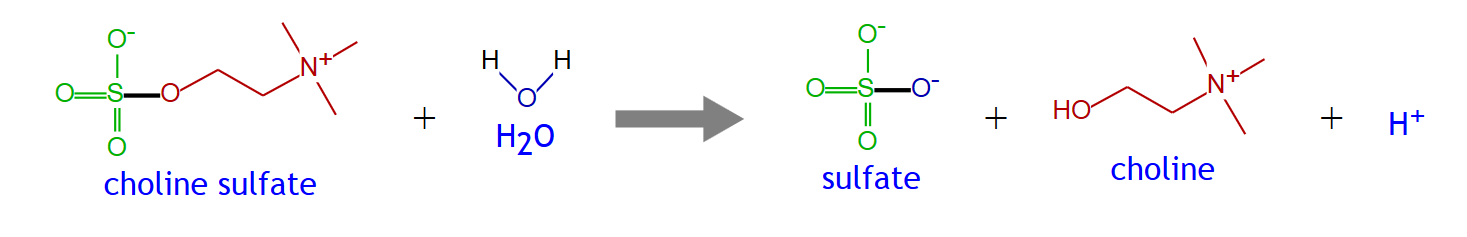 O-
O S O N+
O
choline sulfate
+
H H
O
H2O
+
O-
O S O-
O
sulfate
+
HO N+
choline
+
H+